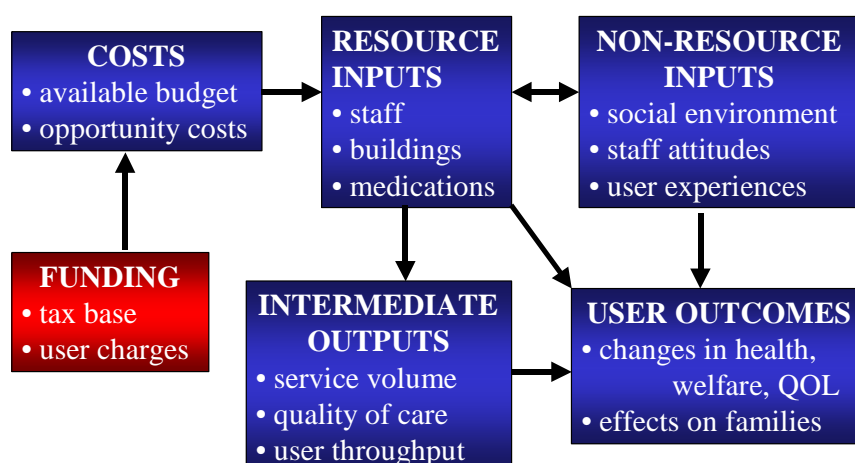 COSTS
• available budget
• opportunity costs
RESOURCE
INPUTS
• staff
• buildings
• medications
NON-RESOURCE
INPUTS
• social environment
• staff attitudes
• user experiences
FUNDING
• tax base
• user charges
INTERMEDIATE
OUTPUTS
• service volume
• quality of care
• user throughput
USER OUTCOMES
• changes in health,
welfare, QOL
• effects on families